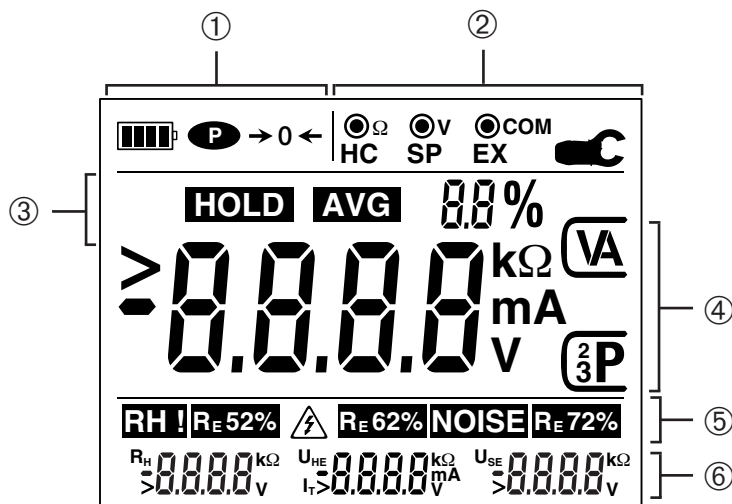 ① ②
P →0← Ω V COM
HC SP EX
③ HOLD AVG 8.8 %
>-8.8.8.8 kΩ mA V
VA
④
2 3 P
RH ! RE 52% RE 62% NOISE RE 72% ⑤
RH -> 8.8.8.8 kΩ V UHE IT -> 8.8.8.8 kΩ mA V USE -> 8.8.8.8 kΩ V ⑥